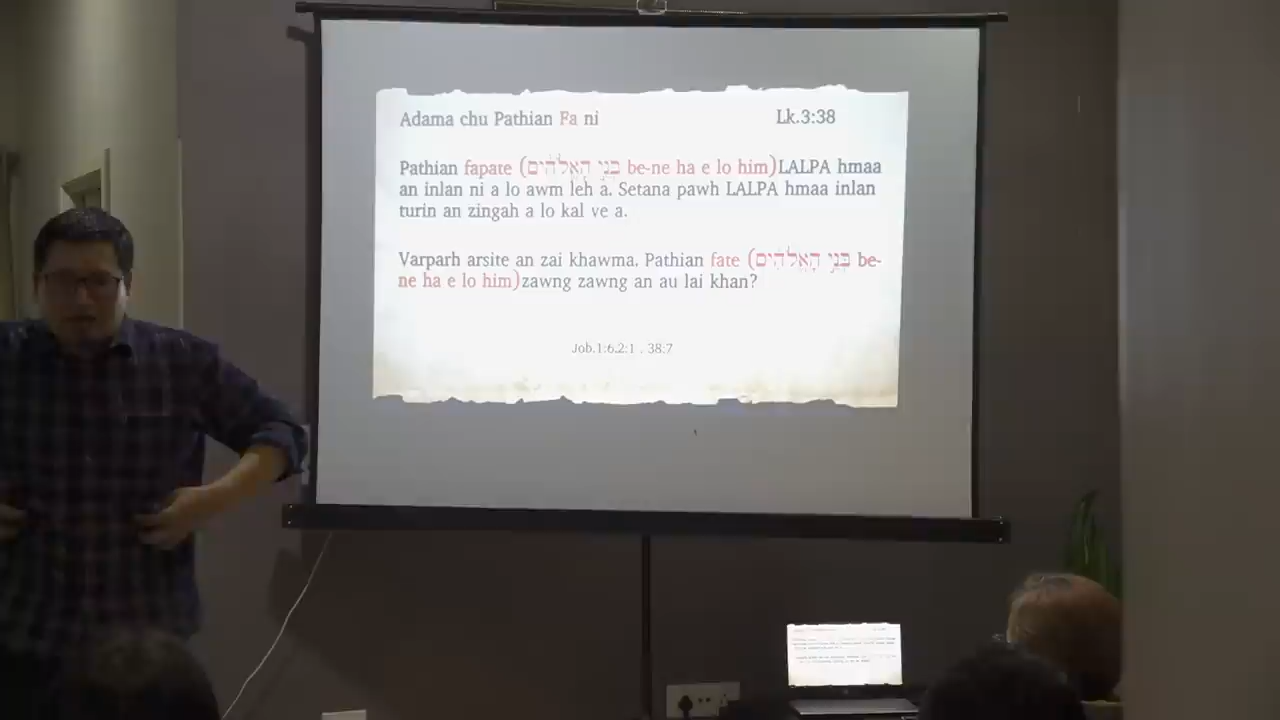 Adama chu Pathian Fa ni Lk.3:38
Pathian fapate (בְּנֵי הָאֱלֹהִים be-ne ha e lo him)LALPA hmaa
an inlan ni a lo awm leh a. Setana pawh LALPA hmaa inlan
turin an zingah a lo kal ve a.
Varparh arsite an zai khawma. Pathian fate (בְּנֵי הָאֱלֹהִים be-
ne ha e lo him)zawng zawng an au lai khan?
Job.1:6.2:1 . 38:7